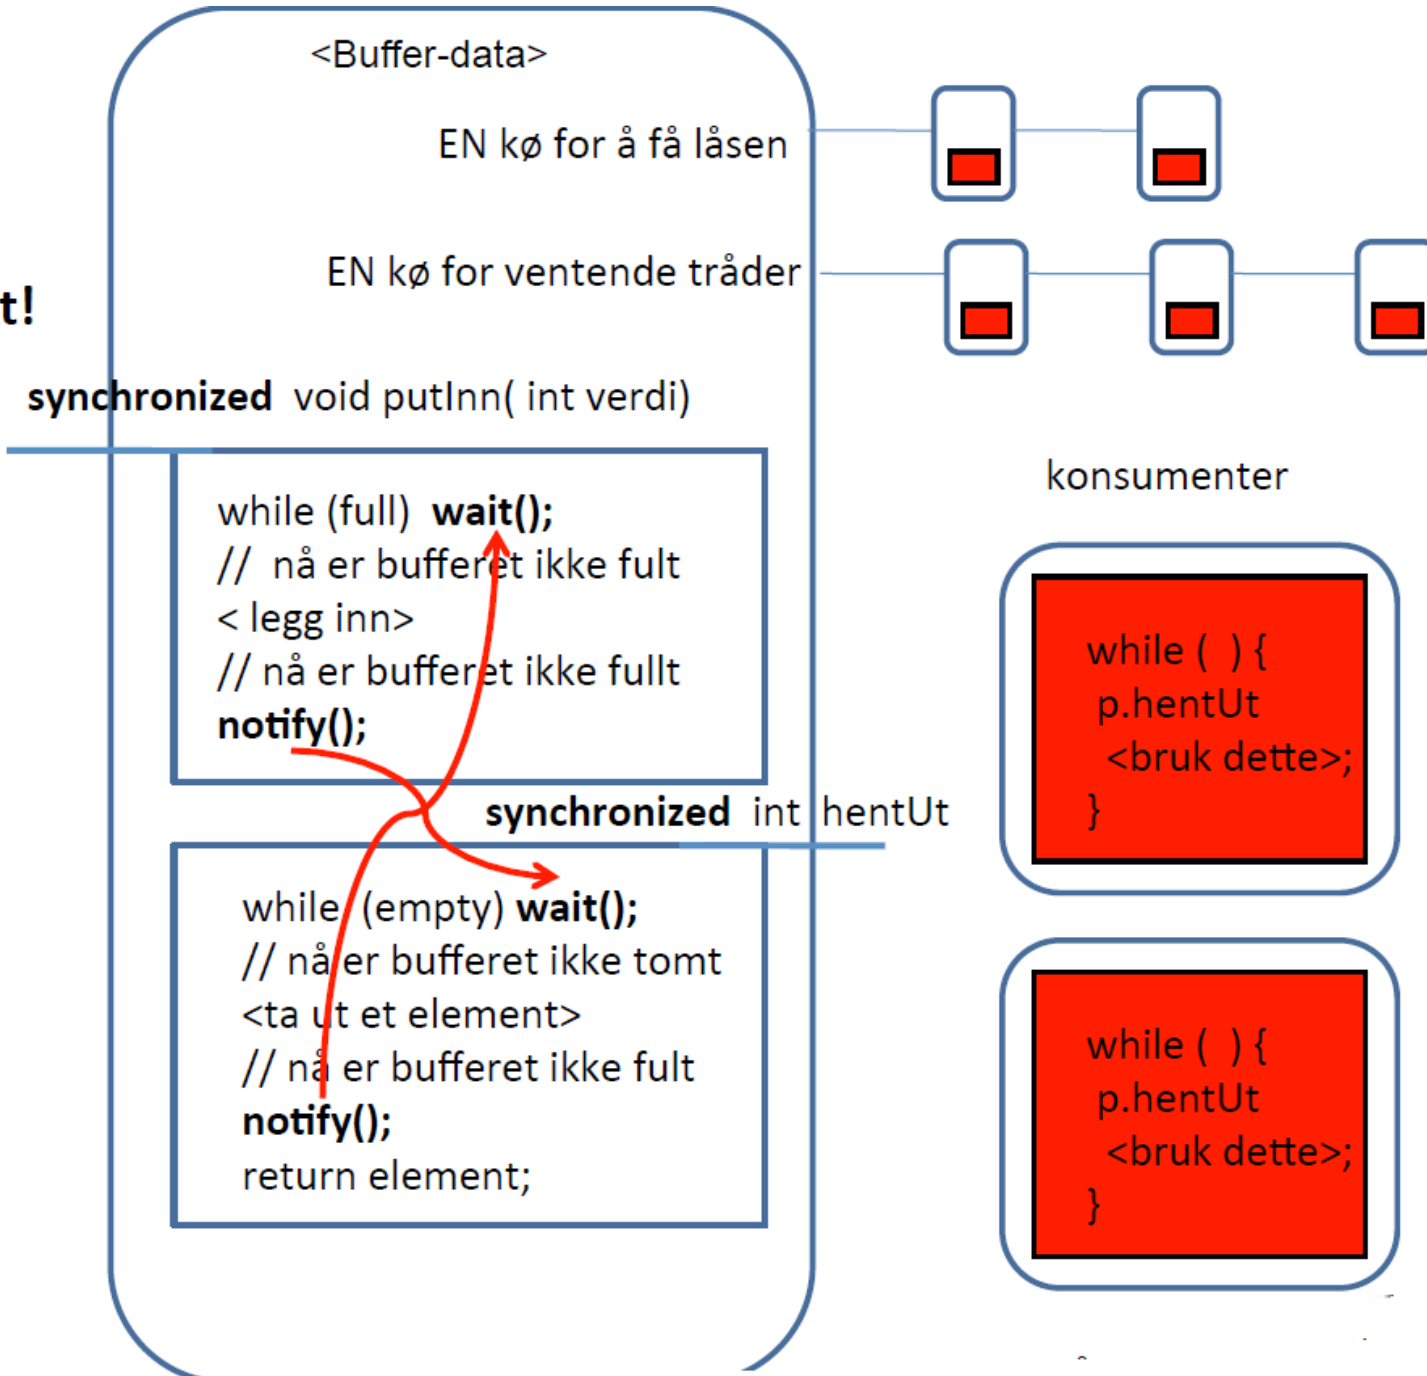 <Buffer-data>
EN kø for å få låsen
EN kø for ventende tråder
t!
synchronized void putInn( int verdi)
while (full) wait();
// nå er bufferet ikke fult
< legg inn>
// nå er bufferet ikke fullt
notify();
synchronized int hentUt
while (empty) wait();
// nå er bufferet ikke tomt
<ta ut et element>
// nå er bufferet ikke fult
notify();
return element;
konsumenter
while ( ) {
p.hentUt
<bruk dette>;
}
while ( ) {
p.hentUt
<bruk dette>;
}